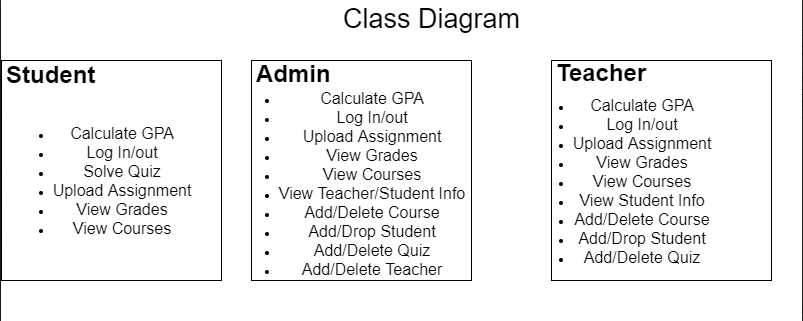 Class Diagram
Student
Calculate GPA
Log In/out
Solve Quiz
Upload Assignment
View Grades
View Courses
Admin
Calculate GPA
Log In/out
Upload Assignment
View Grades
View Courses
View Teacher/Student Info
Add/Delete Course
Add/Drop Student
Add/Delete Quiz
Add/Delete Teacher
Teacher
Calculate GPA
Log In/out
Upload Assignment
View Grades
View Courses
View Student Info
Add/Delete Course
Add/Drop Student
Add/Delete Quiz